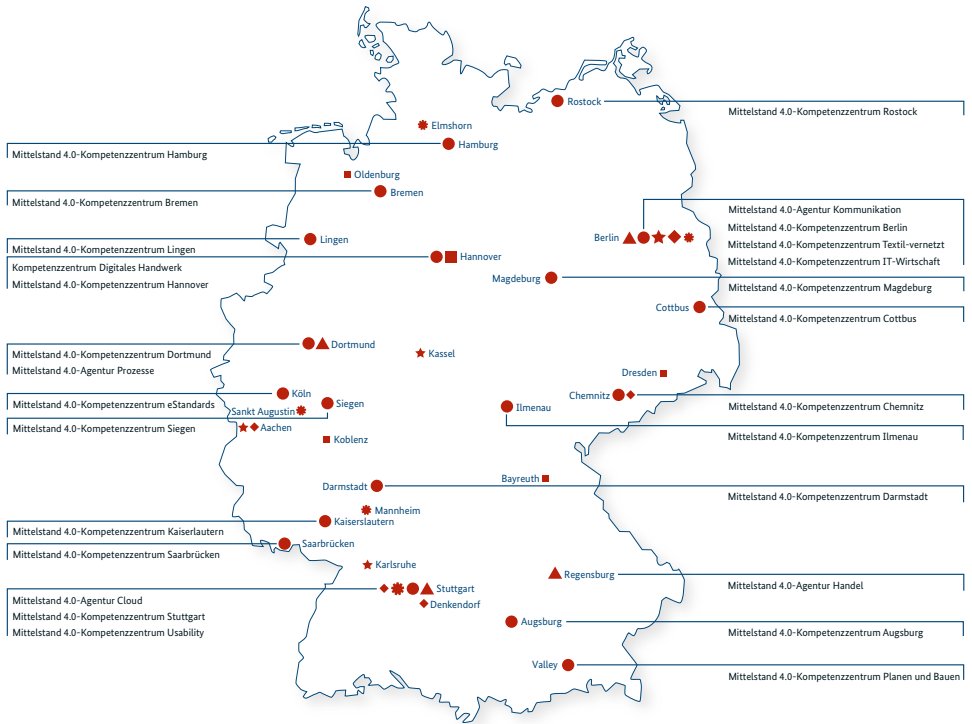 Rostock
Mittelstand 4.0-Kompetenzzentrum Rostock
Elmshorn
Hamburg
Mittelstand 4.0-Kompetenzzentrum Hamburg
Oldenburg
Bremen
Mittelstand 4.0-Kompetenzzentrum Bremen
Mittelstand 4.0-Agentur Kommunikation
Mittelstand 4.0-Kompetenzzentrum Berlin
Mittelstand 4.0-Kompetenzzentrum Textil-vernetzt
Mittelstand 4.0-Kompetenzzentrum IT-Wirtschaft
Berlin
Lingen
Mittelstand 4.0-Kompetenzzentrum Lingen
Hannover
Kompetenzzentrum Digitales Handwerk
Mittelstand 4.0-Kompetenzzentrum Hannover
Magdeburg
Mittelstand 4.0-Kompetenzzentrum Magdeburg
Cottbus
Mittelstand 4.0-Kompetenzzentrum Cottbus
Dortmund
Mittelstand 4.0-Kompetenzzentrum Dortmund
Mittelstand 4.0-Agentur Prozesse
Kassel
Dresden
Köln
Mittelstand 4.0-Kompetenzzentrum eStandards
Siegen
Sankt Augustin
Mittelstand 4.0-Kompetenzzentrum Siegen
Aachen
Koblenz
Chemnitz
Mittelstand 4.0-Kompetenzzentrum Chemnitz
Ilmenau
Mittelstand 4.0-Kompetenzzentrum Ilmenau
Bayreuth
Darmstadt
Mittelstand 4.0-Kompetenzzentrum Darmstadt
Mannheim
Kaiserslautern
Mittelstand 4.0-Kompetenzzentrum Kaiserlautern
Saarbrücken
Mittelstand 4.0-Kompetenzzentrum Saarbrücken
Karlsruhe
Regensburg
Mittelstand 4.0-Agentur Handel
Stuttgart
Denkendorf
Mittelstand 4.0-Agentur Cloud
Mittelstand 4.0-Kompetenzzentrum Stuttgart
Mittelstand 4.0-Kompetenzzentrum Usability
Augsburg
Mittelstand 4.0-Kompetenzzentrum Augsburg
Valley
Mittelstand 4.0-Kompetenzzentrum Planen und Bauen